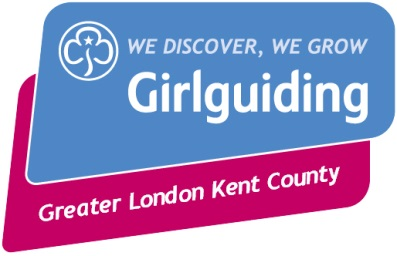 WE DISCOVER, WE GROW
Girlguiding
Greater London Kent County